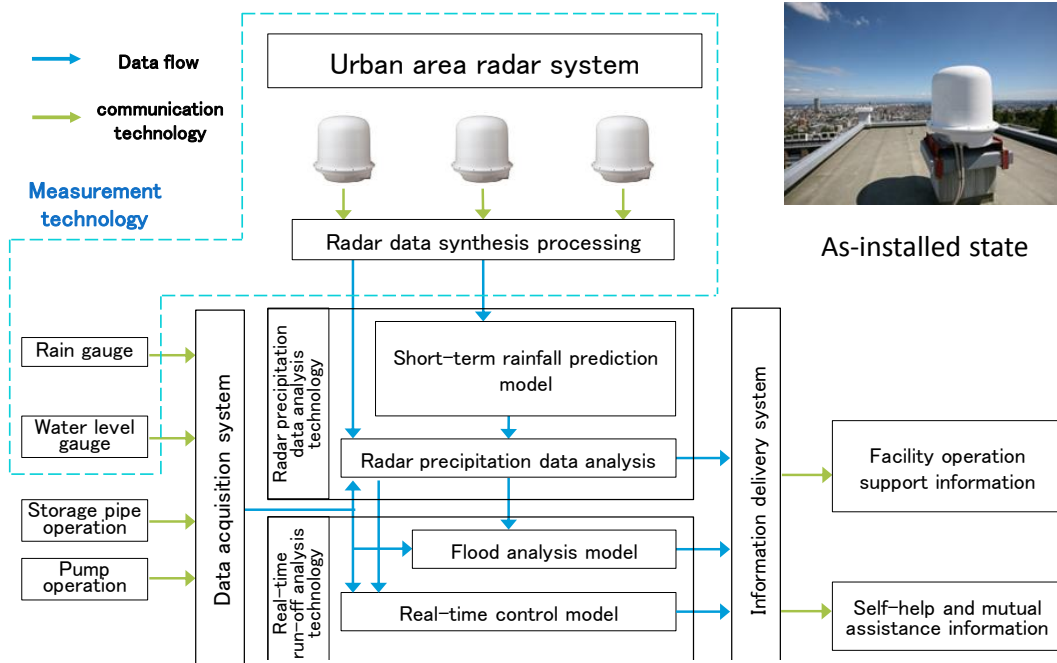 Data flow
communication
technology
Measurement
technology
Urban area radar system
Radar data synthesis processing
As-installed state
Rain gauge
Water level
gauge
Storage pipe
operation
Pump
operation
Data acquisition system
Radar precipitation
data analysis
technology
Short-term rainfall prediction
model
Radar precipitation data analysis
Real-time
run-off analysis
technology
Flood analysis model
Real-time control model
Information delivery system
Facility operation
support information
Self-help and mutual
assistance information